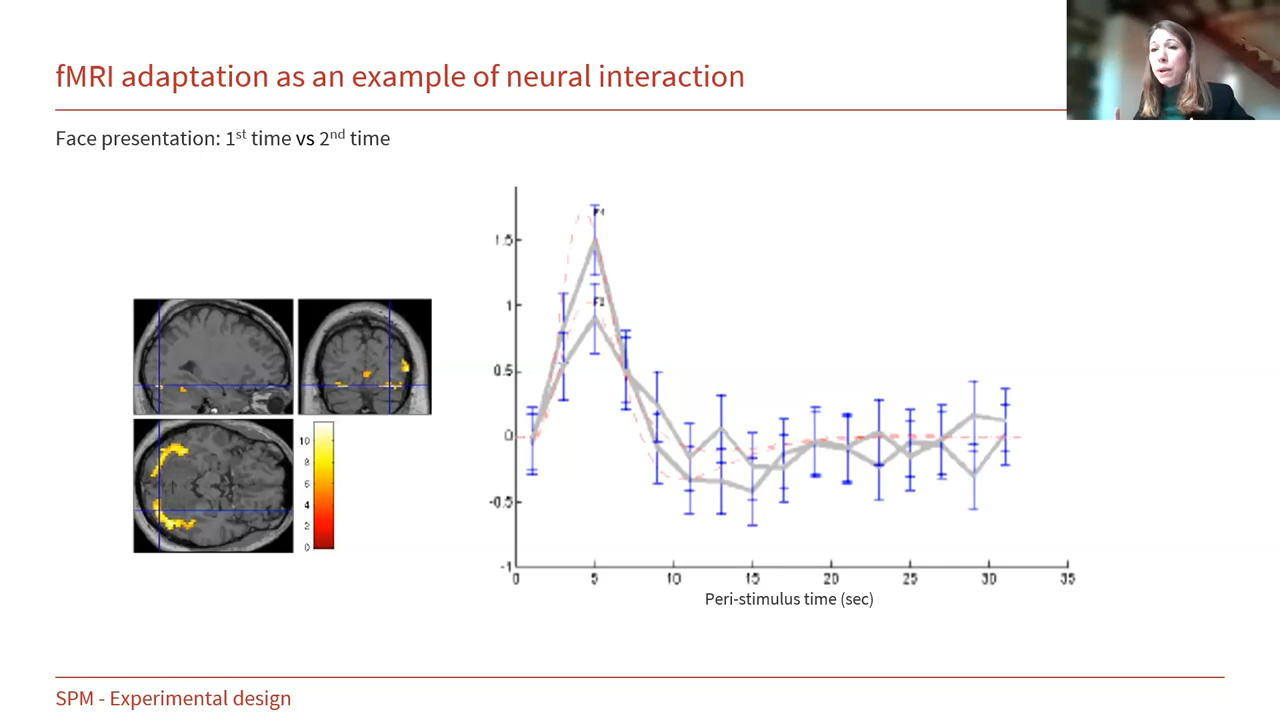 fMRI adaptation as an example of neural interaction
Face presentation: 1st time vs 2nd time
1.5
1
0.5
0
-0.5
-1
0 5 10 15 20 25 30 35
Peri-stimulus time (sec)
10
8
6
4
2
0
SPM - Experimental design